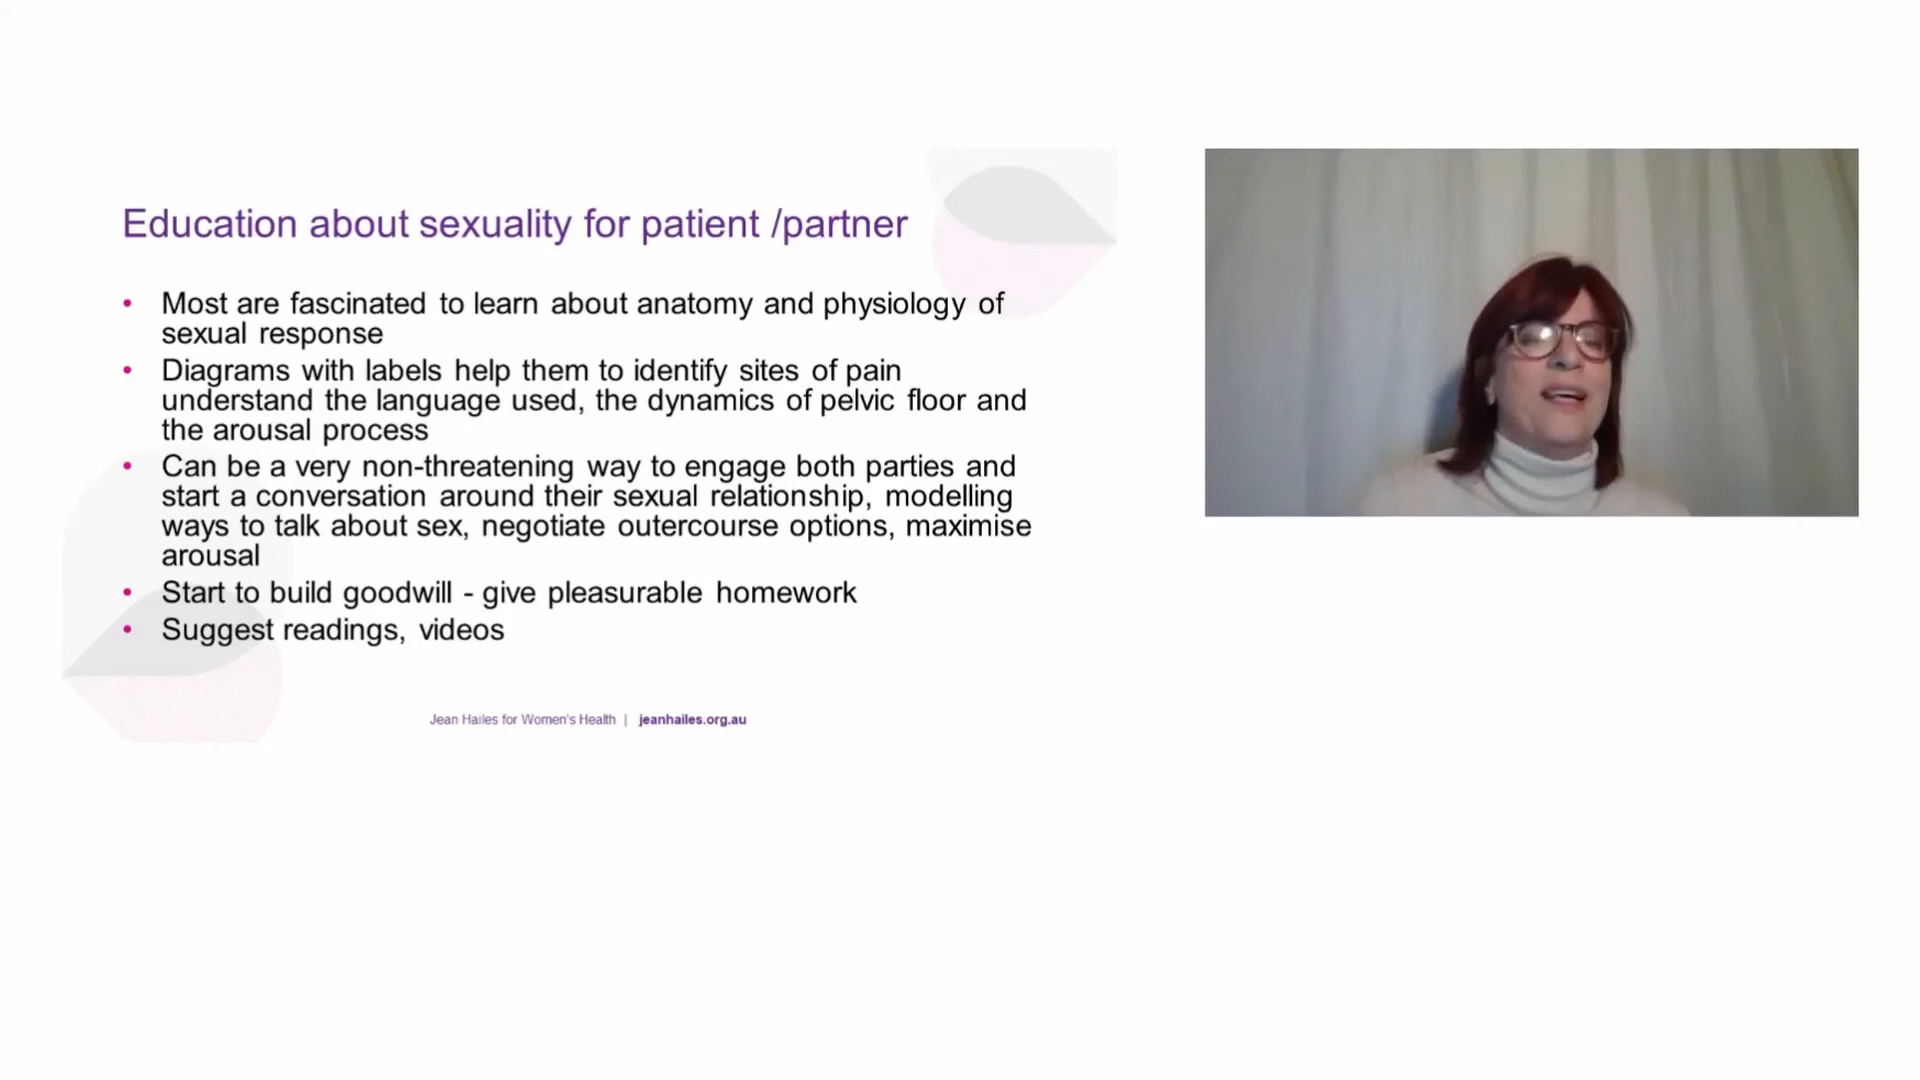 Education about sexuality for patient /partner
• Most are fascinated to learn about anatomy and physiology of
sexual response
• Diagrams with labels help them to identify sites of pain
understand the language used, the dynamics of pelvic floor and
the arousal process
• Can be a very non-threatening way to engage both parties and
start a conversation around their sexual relationship, modelling
ways to talk about sex, negotiate outercourse options, maximise
arousal
• Start to build goodwill - give pleasurable homework
• Suggest readings, videos
Jean Hailes for Women's Health | jeanhailes.org.au